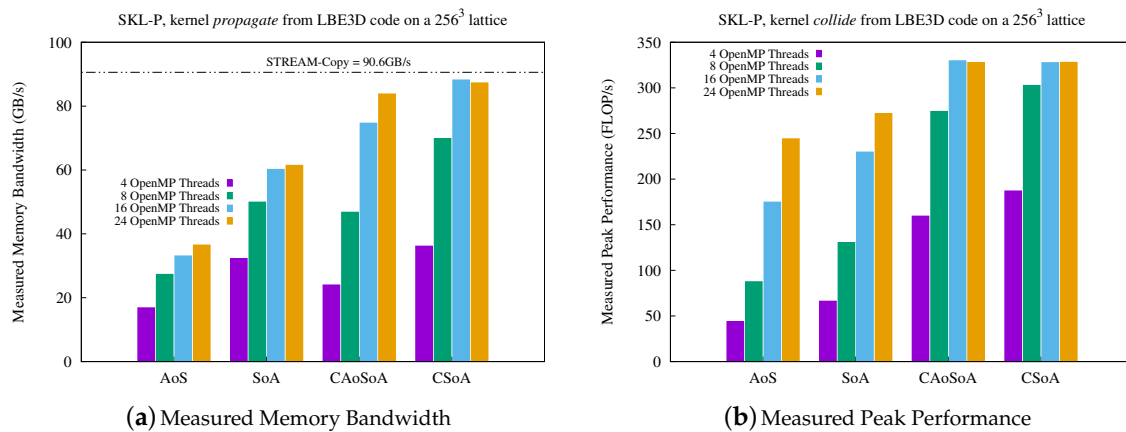 SKL-P, kernel propagate from LBE3D code on a 256³ lattice
Measured Memory Bandwidth (GB/s)
100
80
60
40
20
0
STREAM-Copy = 90.6GB/s
4 OpenMP Threads
8 OpenMP Threads
16 OpenMP Threads
24 OpenMP Threads
AoS SoA CAoSoA CSoA
(a) Measured Memory Bandwidth
SKL-P, kernel collide from LBE3D code on a 256³ lattice
Measured Peak Performance (FLOP/s)
350
300
250
200
150
100
50
0
4 OpenMP Threads
8 OpenMP Threads
16 OpenMP Threads
24 OpenMP Threads
AoS SoA CAoSoA CSoA
(b) Measured Peak Performance